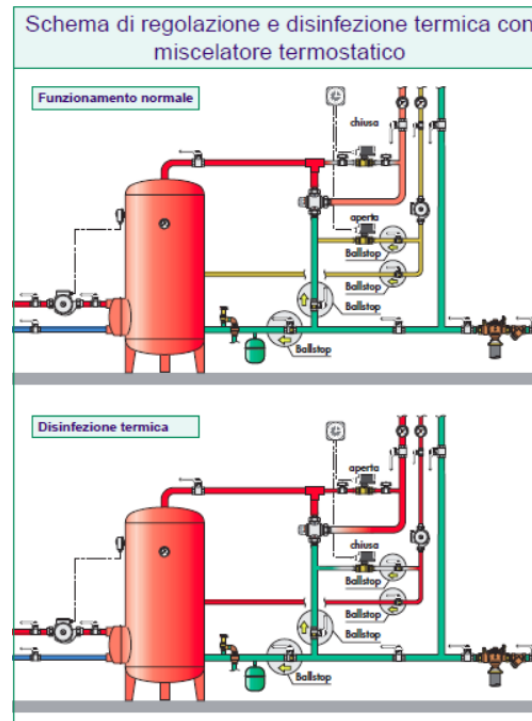 Schema di regolazione e disinfezione termica con
miscelatore termostatico
Funzionamento normale
chiusa
aperta
Ballstop
Ballstop
Ballstop
Ballstop
Disinfezione termica
aperta
chiusa
Ballstop
Ballstop
Ballstop
Ballstop